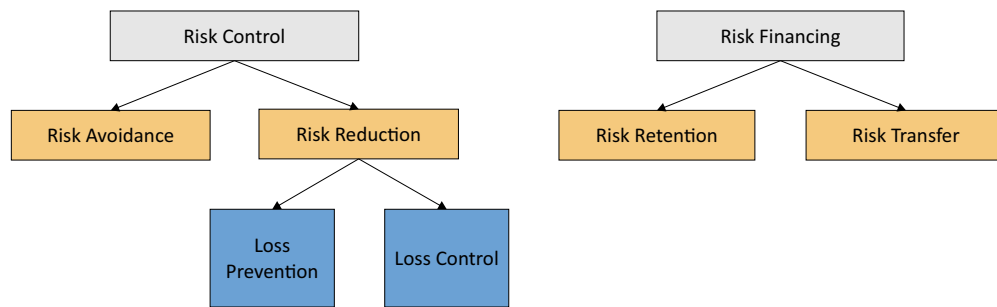 Risk Control
Risk Financing
Risk Avoidance
Risk Reduction
Risk Retention
Risk Transfer
Loss
Prevention
Loss Control